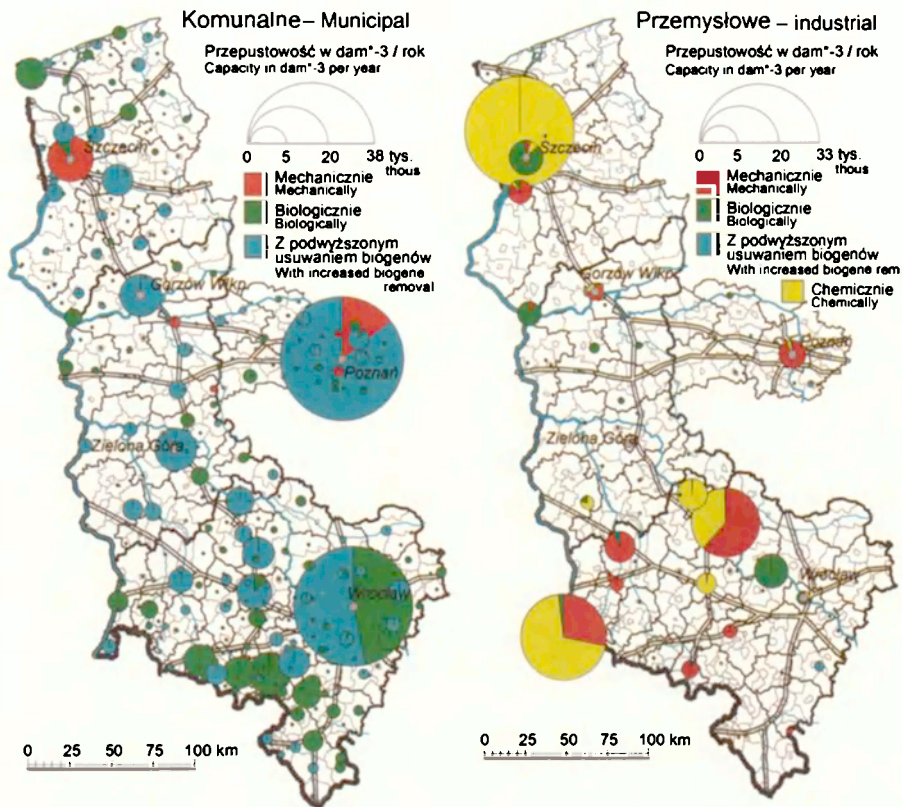 Komunalne – Municipal
Przepustowość w dam^-3 / rok
Capacity in dam^-3 per year
0 5 20 38 tys.
thous
Mechanicznie
Mechanically
Biologicznie
Biologically
Z podwyższonym
usuwaniem biogenów
With increased biogene
removal
Szczecin
Gorzów Wlkp.
Poznań
Zielona Góra
Wrocław
0 25 50 75 100 km
Przemysłowe – industrial
Przepustowość w dam^-3 / rok
Capacity in dam^-3 per year
0 5 20 33 tys.
thous
Mechanicznie
Mechanically
Biologicznie
Biologically
Z podwyższonym
usuwaniem biogenów
With increased biogene rem
Chemicznie
Chemically
Szczecin
Gorzów Wlkp.
Poznań
Zielona Góra
Wrocław
0 25 50 75 100 km